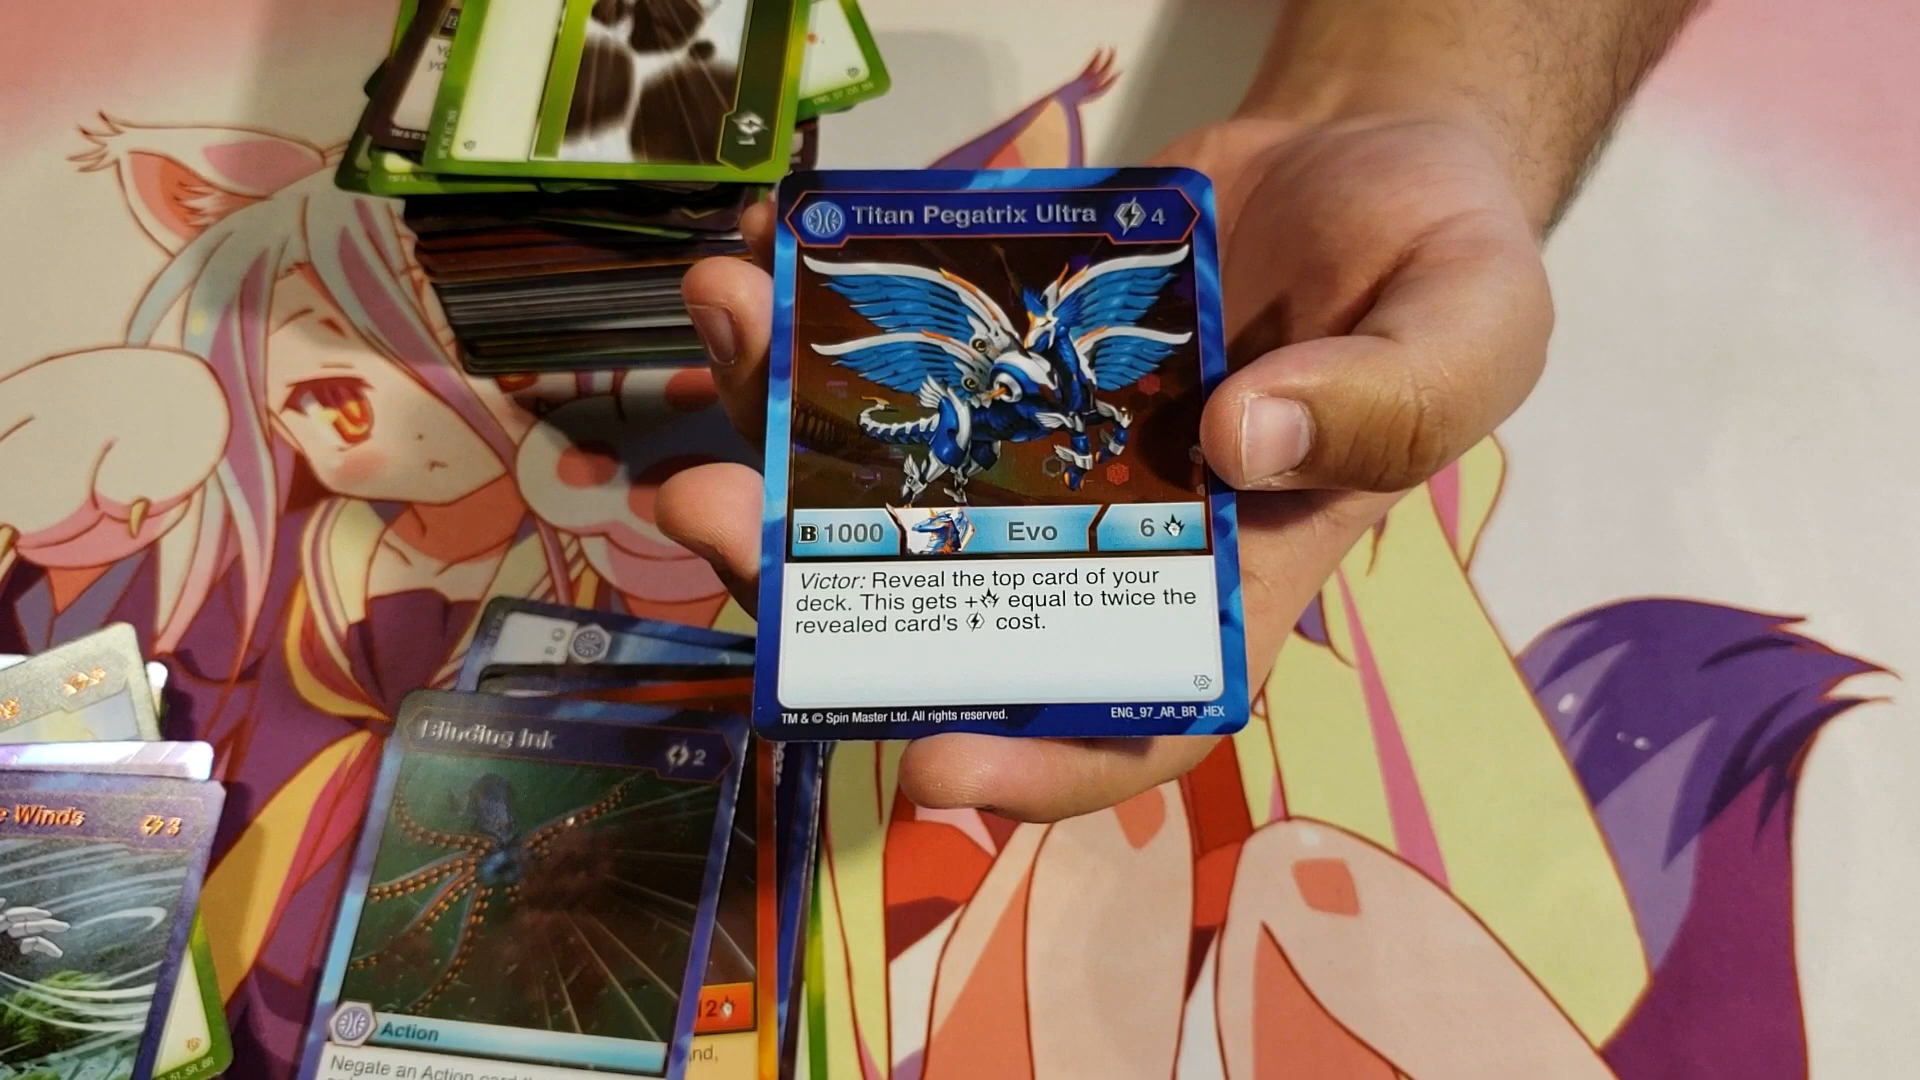 Titan Pegatrix Ultra 4
B 1000 Evo 6
Victor: Reveal the top card of your
deck. This gets + equal to twice the
revealed card's cost.
TM & © Spin Master Ltd. All rights reserved. ENG_97_AR_BR_HEX
Blinding Ink 2
Action
Negate an Action card
Winds 3
12